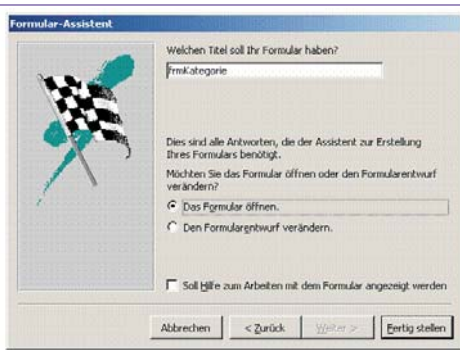 Formular-Assistent
Welchen Titel soll Ihr Formular haben?
frmKategorie
Dies sind alle Antworten, die der Assistent zur Erstellung
Ihres Formulars benötigt.
Möchten Sie das Formular öffnen oder den Formularentwurf
verändern?
Das Formular öffnen.
Den Formularentwurf verändern.
Soll Hilfe zum Arbeiten mit dem Formular angezeigt werden
Abbrechen < Zurück Weiter > Fertig stellen